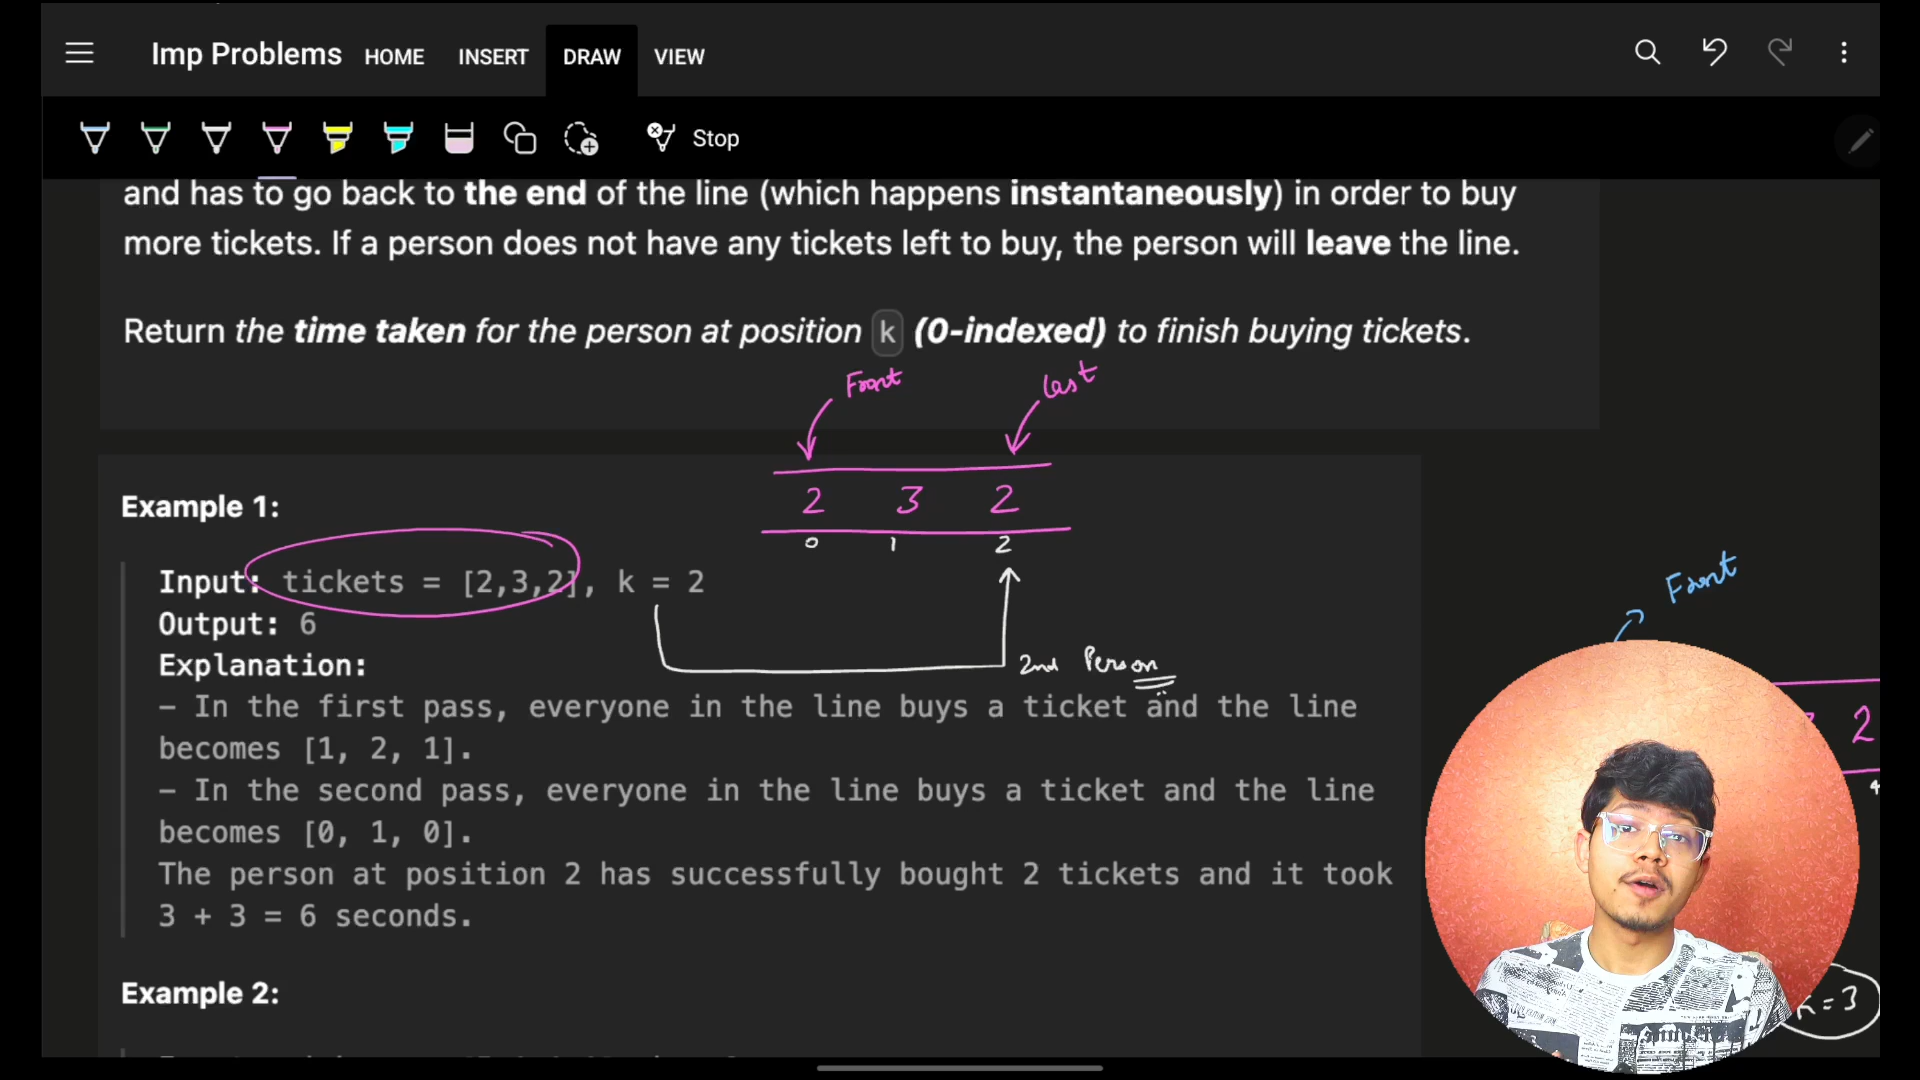 Imp Problems HOME INSERT DRAW VIEW
Stop
and has to go back to the end of the line (which happens instantaneously) in order to buy
more tickets. If a person does not have any tickets left to buy, the person will leave the line.
Return the time taken for the person at position k (0-indexed) to finish buying tickets.
Front
Last
Example 1:
2 3 2
0 1 2
Input: tickets = [2,3,2], k = 2
Front
Output: 6
Explanation:
2nd Person
- In the first pass, everyone in the line buys a ticket and the line
becomes [1, 2, 1].
2
- In the second pass, everyone in the line buys a ticket and the line
becomes [0, 1, 0].
The person at position 2 has successfully bought 2 tickets and it took
3 + 3 = 6 seconds.
Example 2:
k = 3